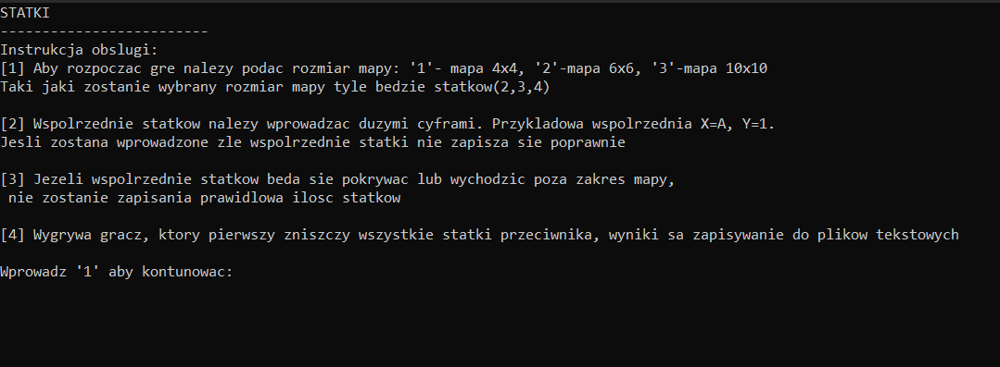 STATKI
-------------------------
Instrukcja obslugi:
[1] Aby rozpoczac gre nalezy podac rozmiar mapy: '1'- mapa 4x4, '2'-mapa 6x6, '3'-mapa 10x10
Taki jaki zostanie wybrany rozmiar mapy tyle bedzie statkow(2,3,4)
[2] Wspolrzednie statkow nalezy wprowadzac duzymi cyframi. Przykladowa wspolrzednia X=A, Y=1.
Jesli zostana wprowadzone zle wspolrzednie statki nie zapisza sie poprawnie
[3] Jezeli wspolrzednie statkow beda sie pokrywac lub wychodzic poza zakres mapy,
nie zostanie zapisania prawidlowa ilosc statkow
[4] Wygrywa gracz, ktory pierwszy zniszczy wszystkie statki przeciwnika, wyniki sa zapisywanie do plikow tekstowych
Wprowadz '1' aby kontunowac: